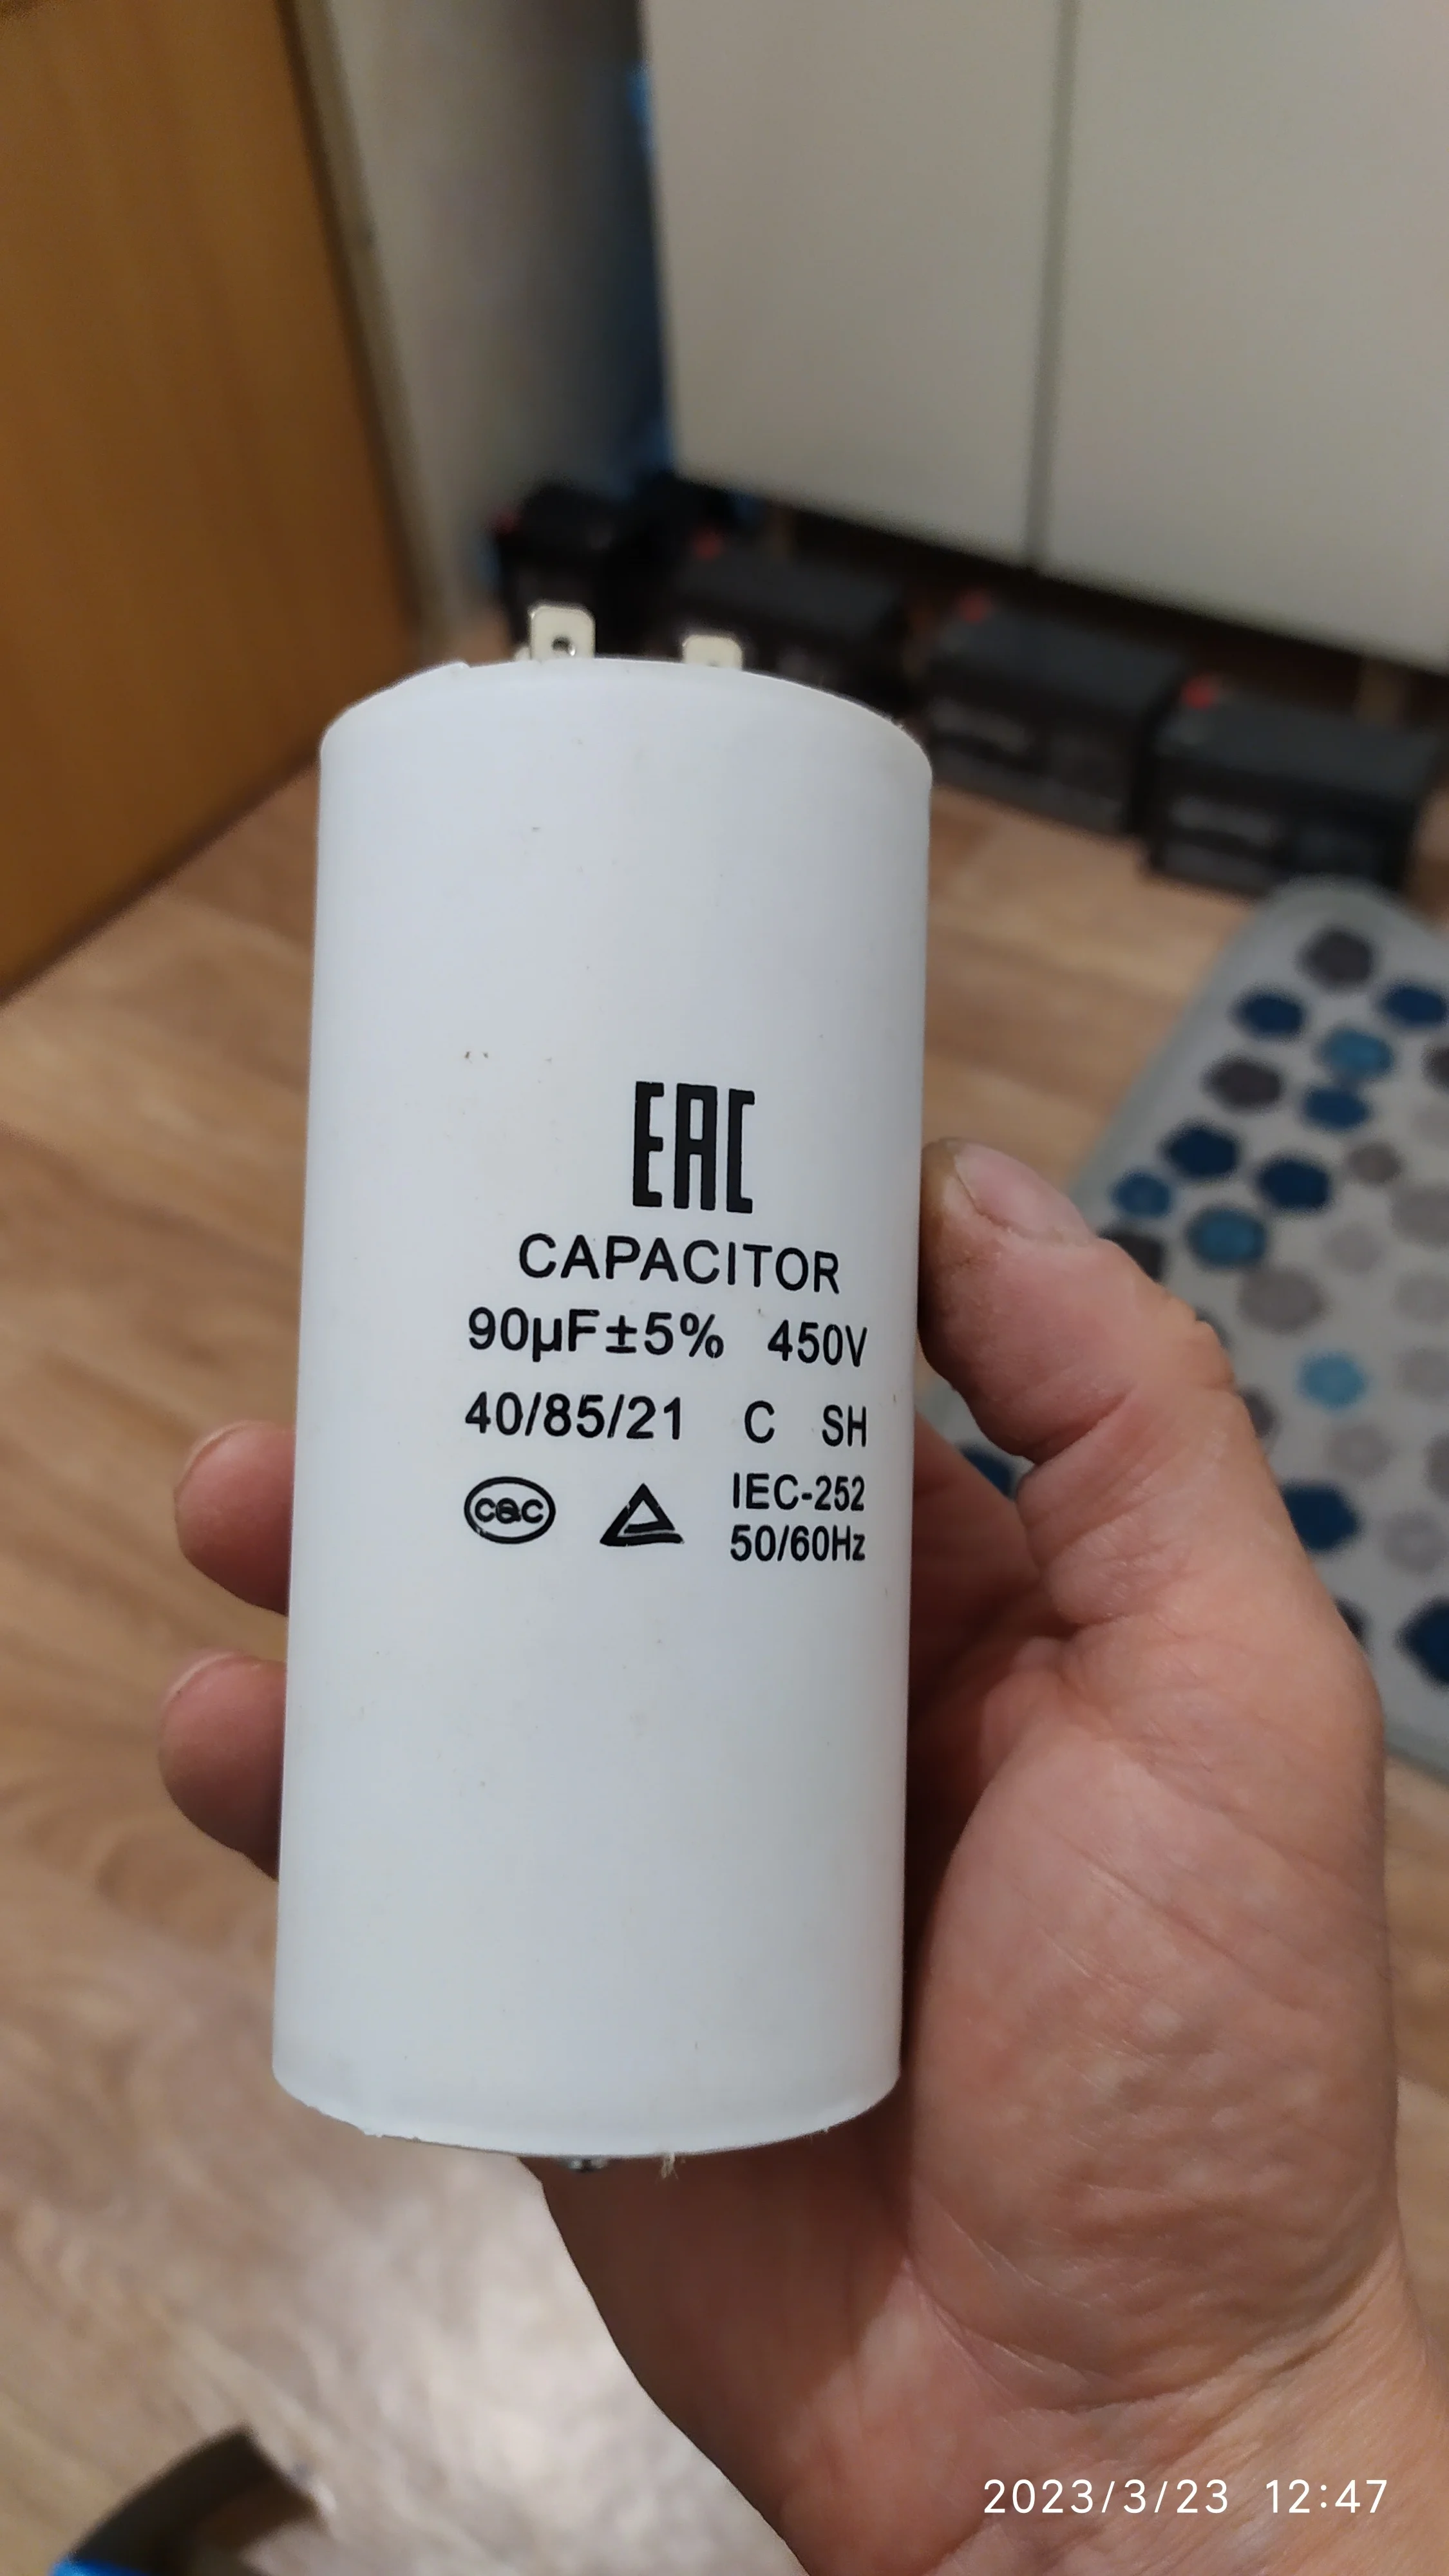 EAC
CAPACITOR
90µF±5% 450V
40/85/21 C SH
CQC
IEC-252
50/60Hz
2023/3/23 12:47